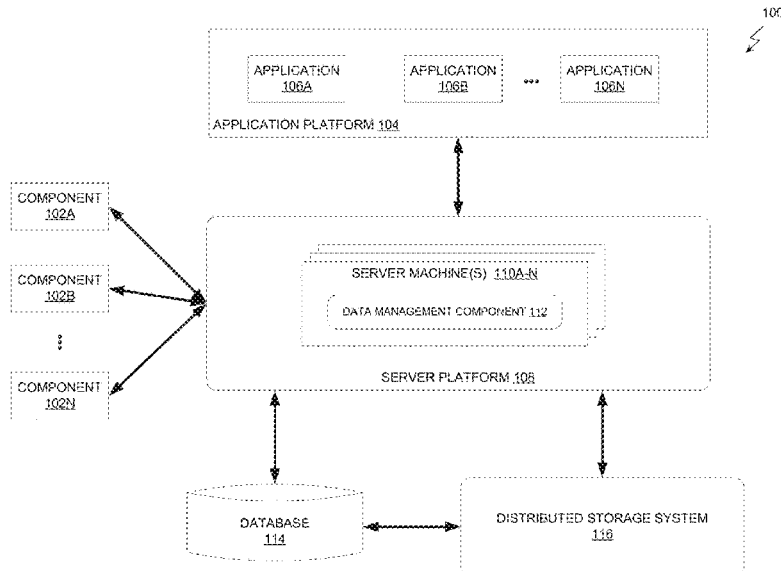 100
APPLICATION
106A
APPLICATION
106B
...
APPLICATION
106N
APPLICATION PLATFORM 104
COMPONENT
102A
COMPONENT
102B
...
COMPONENT
102N
SERVER MACHINE(S) 110A-N
DATA MANAGEMENT COMPONENT 112
SERVER PLATFORM 108
DATABASE
114
DISTRIBUTED STORAGE SYSTEM
116